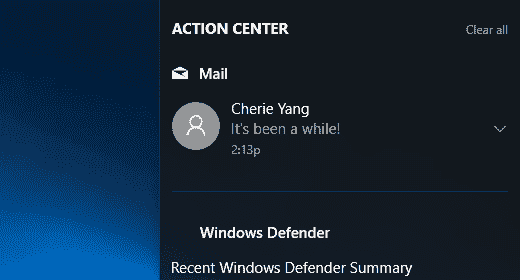 ACTION CENTER Clear all
Mail
Cherie Yang
It's been a while!
2:13p
Windows Defender
Recent Windows Defender Summary